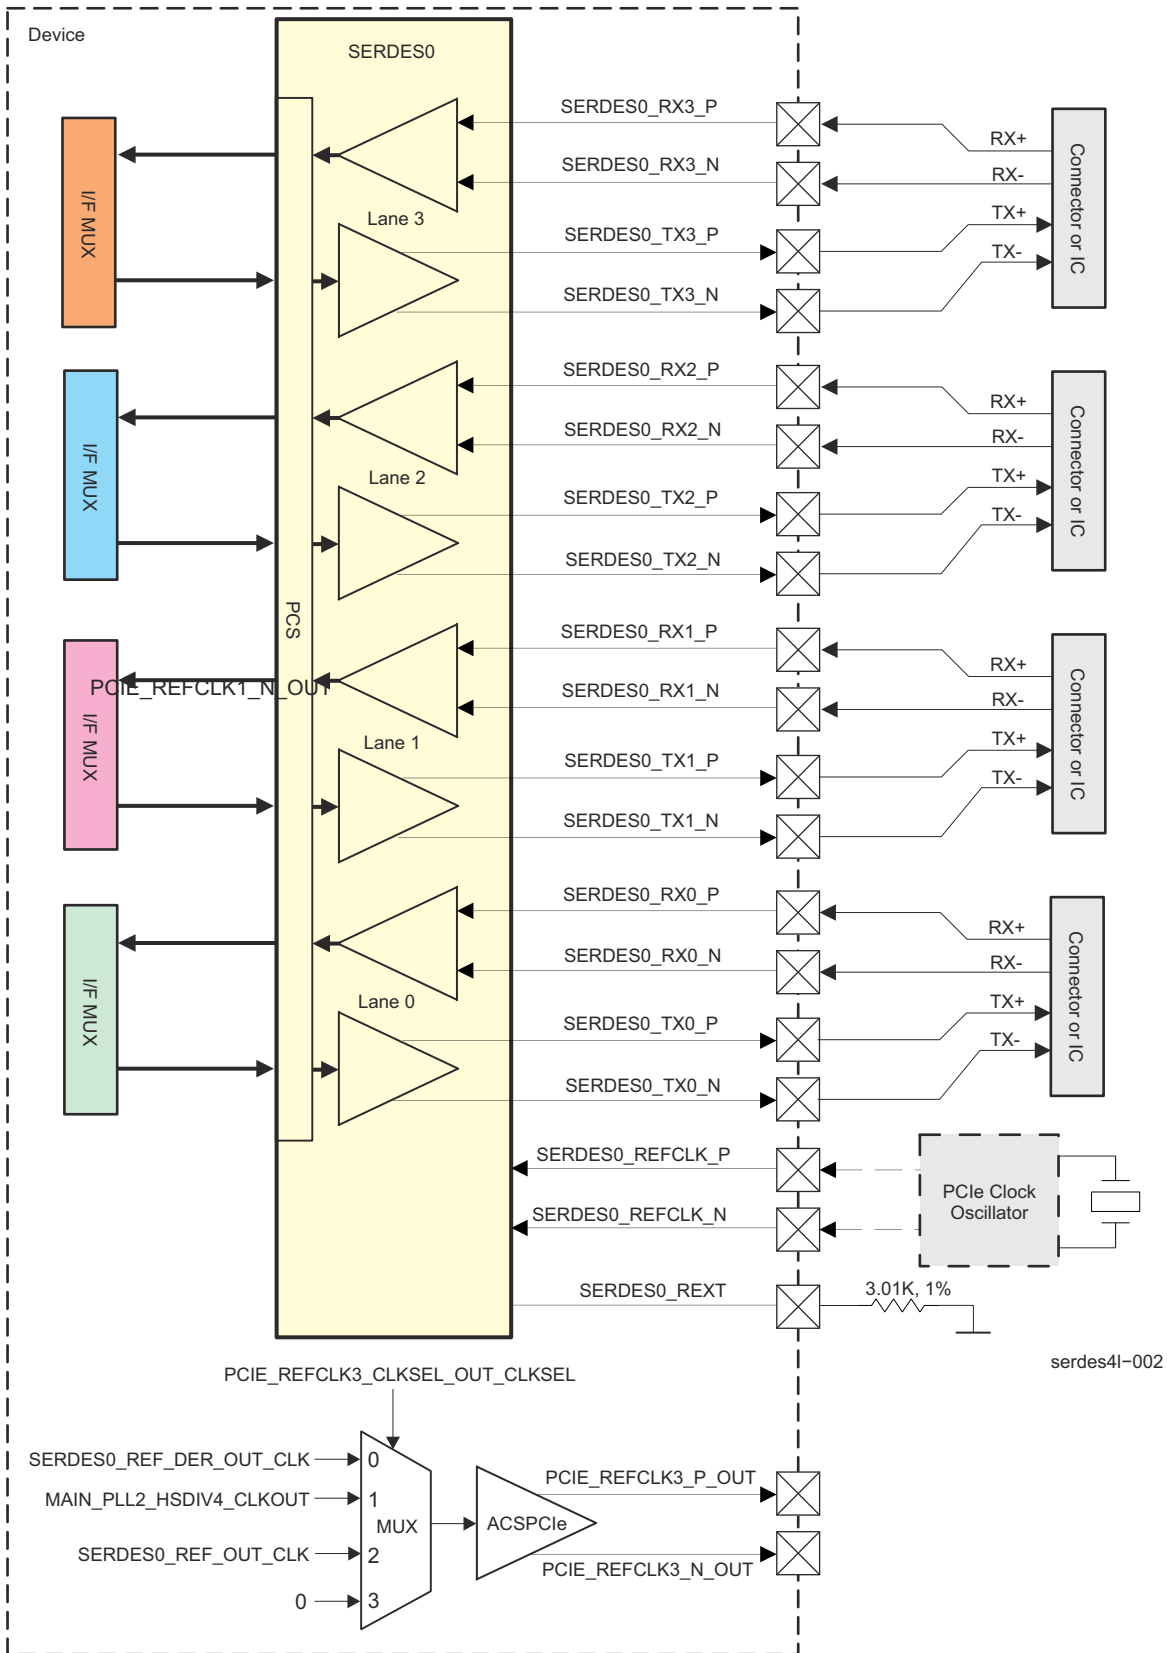 Device
SERDES0
SERDES0_RX3_P
SERDES0_RX3_N
Lane 3
SERDES0_TX3_P
SERDES0_TX3_N
I/F MUX
RX+
RX-
TX+
TX-
Connector or IC
SERDES0_RX2_P
SERDES0_RX2_N
Lane 2
SERDES0_TX2_P
SERDES0_TX2_N
I/F MUX
RX+
RX-
TX+
TX-
Connector or IC
PCS
SERDES0_RX1_P
PCIE_REFCLK1_N_OUT
SERDES0_RX1_N
Lane 1
SERDES0_TX1_P
SERDES0_TX1_N
I/F MUX
RX+
RX-
TX+
TX-
Connector or IC
SERDES0_RX0_P
SERDES0_RX0_N
Lane 0
SERDES0_TX0_P
SERDES0_TX0_N
I/F MUX
RX+
RX-
TX+
TX-
Connector or IC
SERDES0_REFCLK_P
SERDES0_REFCLK_N
PCIe Clock
Oscillator
SERDES0_REXT
3.01K, 1%
serdes4l−002
PCIE_REFCLK3_CLKSEL_OUT_CLKSEL
SERDES0_REF_DER_OUT_CLK
0
MAIN_PLL2_HSDIV4_CLKOUT
1
MUX
SERDES0_REF_OUT_CLK
2
0
3
ACSPCIe
PCIE_REFCLK3_P_OUT
PCIE_REFCLK3_N_OUT